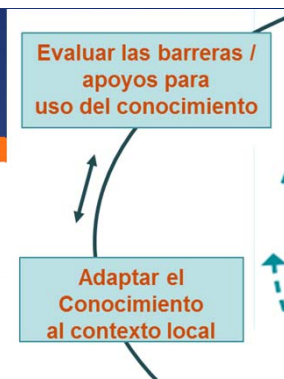 Evaluar las barreras /
apoyos para
uso del conocimiento
Adaptar el
Conocimiento
al contexto local